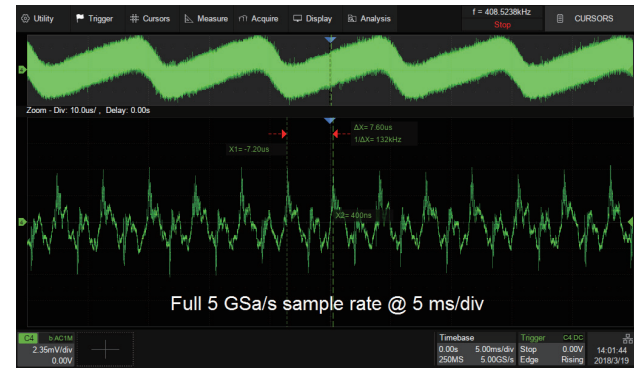 Utility Trigger Cursors Measure Acquire Display Analysis f = 408.5238kHz CURSORS
Stop
Zoom - Div: 10.0us/ , Delay: 0.00s
ΔX= 7.60us
1/ΔX= 132kHz
X1= -7.20us
X2= 400ns
Full 5 GSa/s sample rate @ 5 ms/div
C4 b AC1M Timebase Trigger C4 DC
2.35mV/div 0.00s 5.00ms/div Stop 0.00V 14:01:44
0.00V 250MS 5.00GS/s Edge Rising 2018/3/19